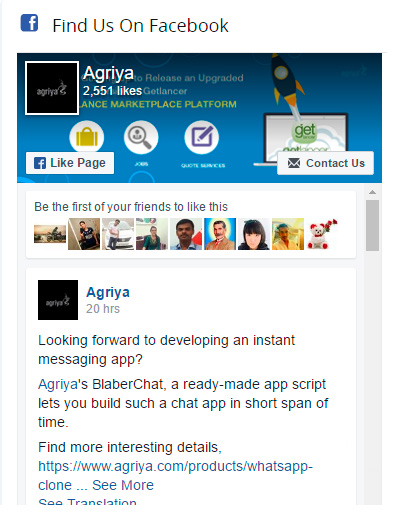 Find Us On Facebook
to Release an Upgraded
Getlancer
LANCE MARKETPLACE PLATFORM
agriya
Agriya
2,551 likes
get
JOBS
QUOTE SERVICES
Like Page
Contact Us
Be the first of your friends to like this
agriya
Agriya
20 hrs
Looking forward to developing an instant
messaging app?
Agriya's BlaberChat, a ready-made app script
lets you build such a chat app in short span of
time.
Find more interesting details,
https://www.agriya.com/products/whatsapp-
clone ... See More
See Translation